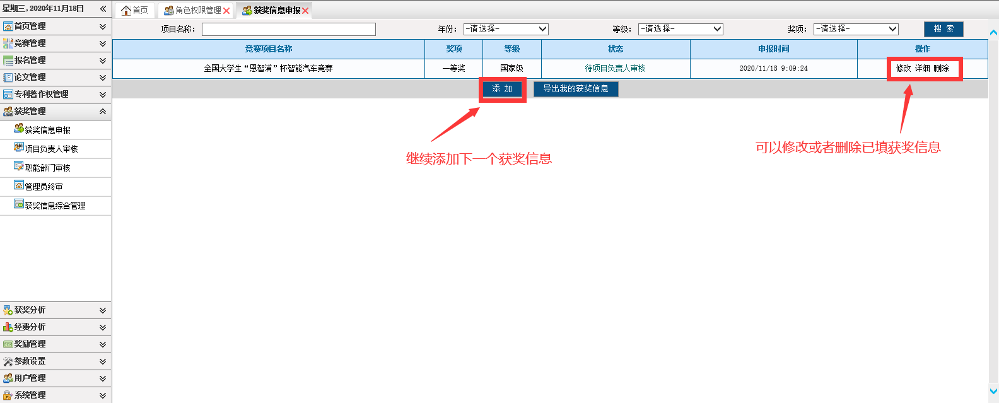 星期三,2020年11月18日
首页管理
竞赛管理
报名管理
论文管理
专利著作权管理
获奖管理
获奖信息申报
项目负责人审核
职能部门审核
管理员终审
获奖信息综合管理
获奖分析
经费分析
奖励管理
参数设置
用户管理
系统管理
首页 角色权限管理 获奖信息申报
项目名称: 年份: -请选择- 等级: -请选择- 奖项: -请选择- 搜 索
竞赛项目名称 奖项 等级 状态 申报时间 操作
全国大学生“恩智浦”杯智能汽车竞赛 一等奖 国家级 待项目负责人审核 2020/11/18 9:09:24 修改 详细 删除
添 加 导出我的获奖信息
继续添加下一个获奖信息
可以修改或者删除已填获奖信息